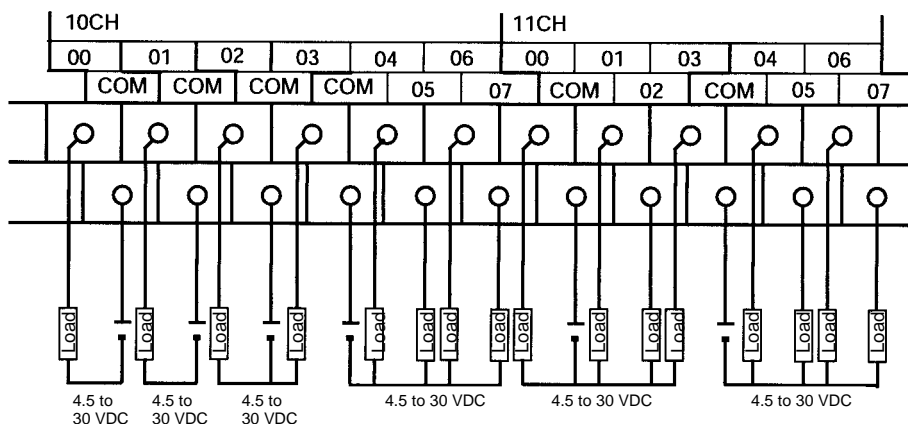 10CH 11CH
00 01 02 03 04 06 00 01 03 04 06
COM COM COM COM 05 07 COM 02 COM 05 07
Load Load Load Load Load Load Load Load Load Load Load Load Load Load Load Load
4.5 to 30 VDC 4.5 to 30 VDC 4.5 to 30 VDC 4.5 to 30 VDC 4.5 to 30 VDC 4.5 to 30 VDC